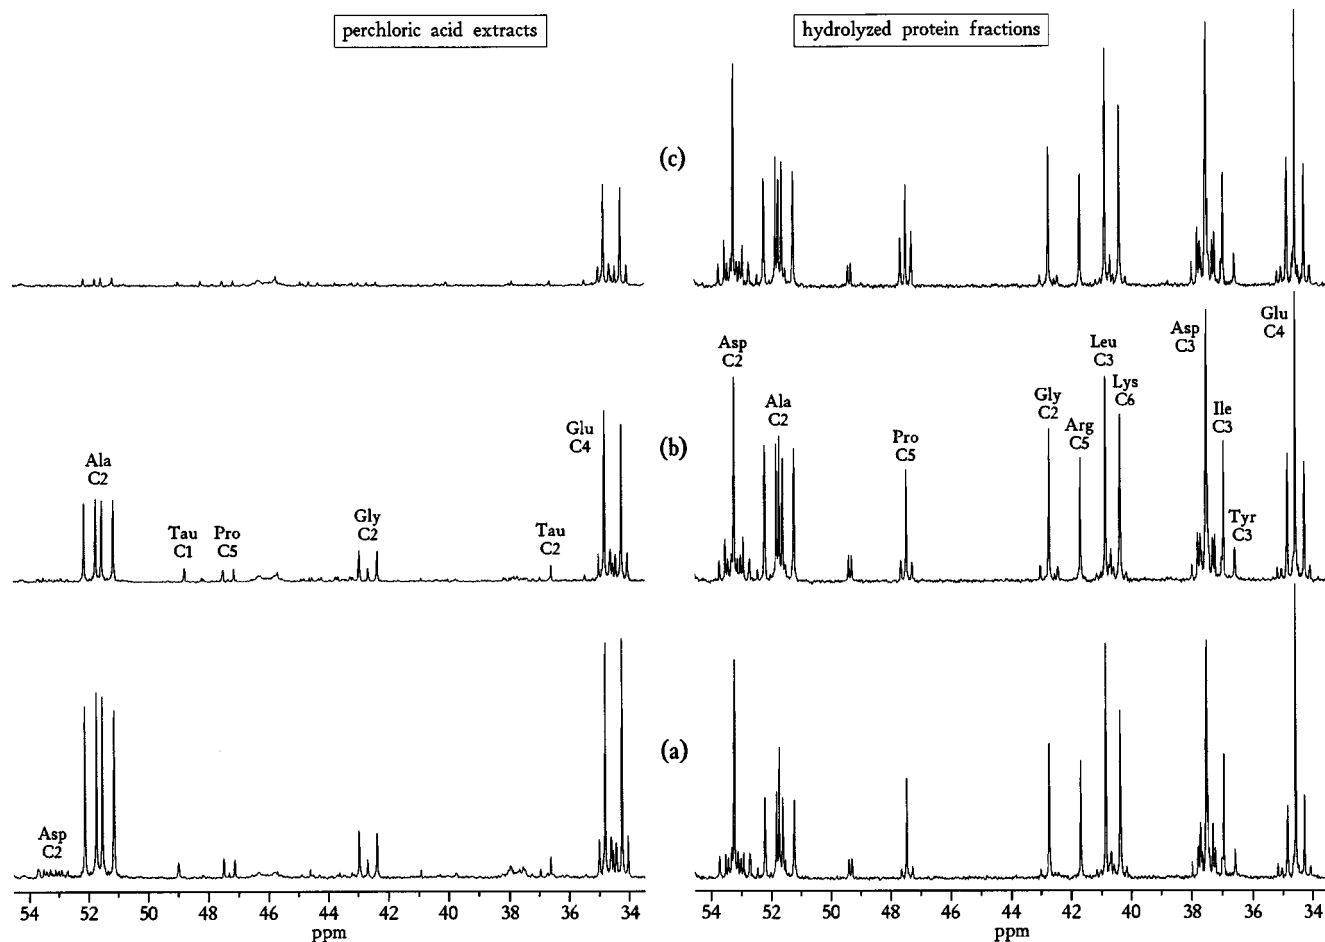 perchloric acid extracts
hydrolyzed protein fractions
(c)
Ala
C2
Tau
C1
Pro
C5
Gly
C2
Tau
C2
Glu
C4
(b)
Asp
C2
Ala
C2
Pro
C5
Gly
C2
Arg
C5
Leu
C3
Lys
C6
Asp
C3
Ile
C3
Tyr
C3
Glu
C4
Asp
C2
(a)
54 52 50 48 46 44 42 40 38 36 34
ppm
54 52 50 48 46 44 42 40 38 36 34
ppm